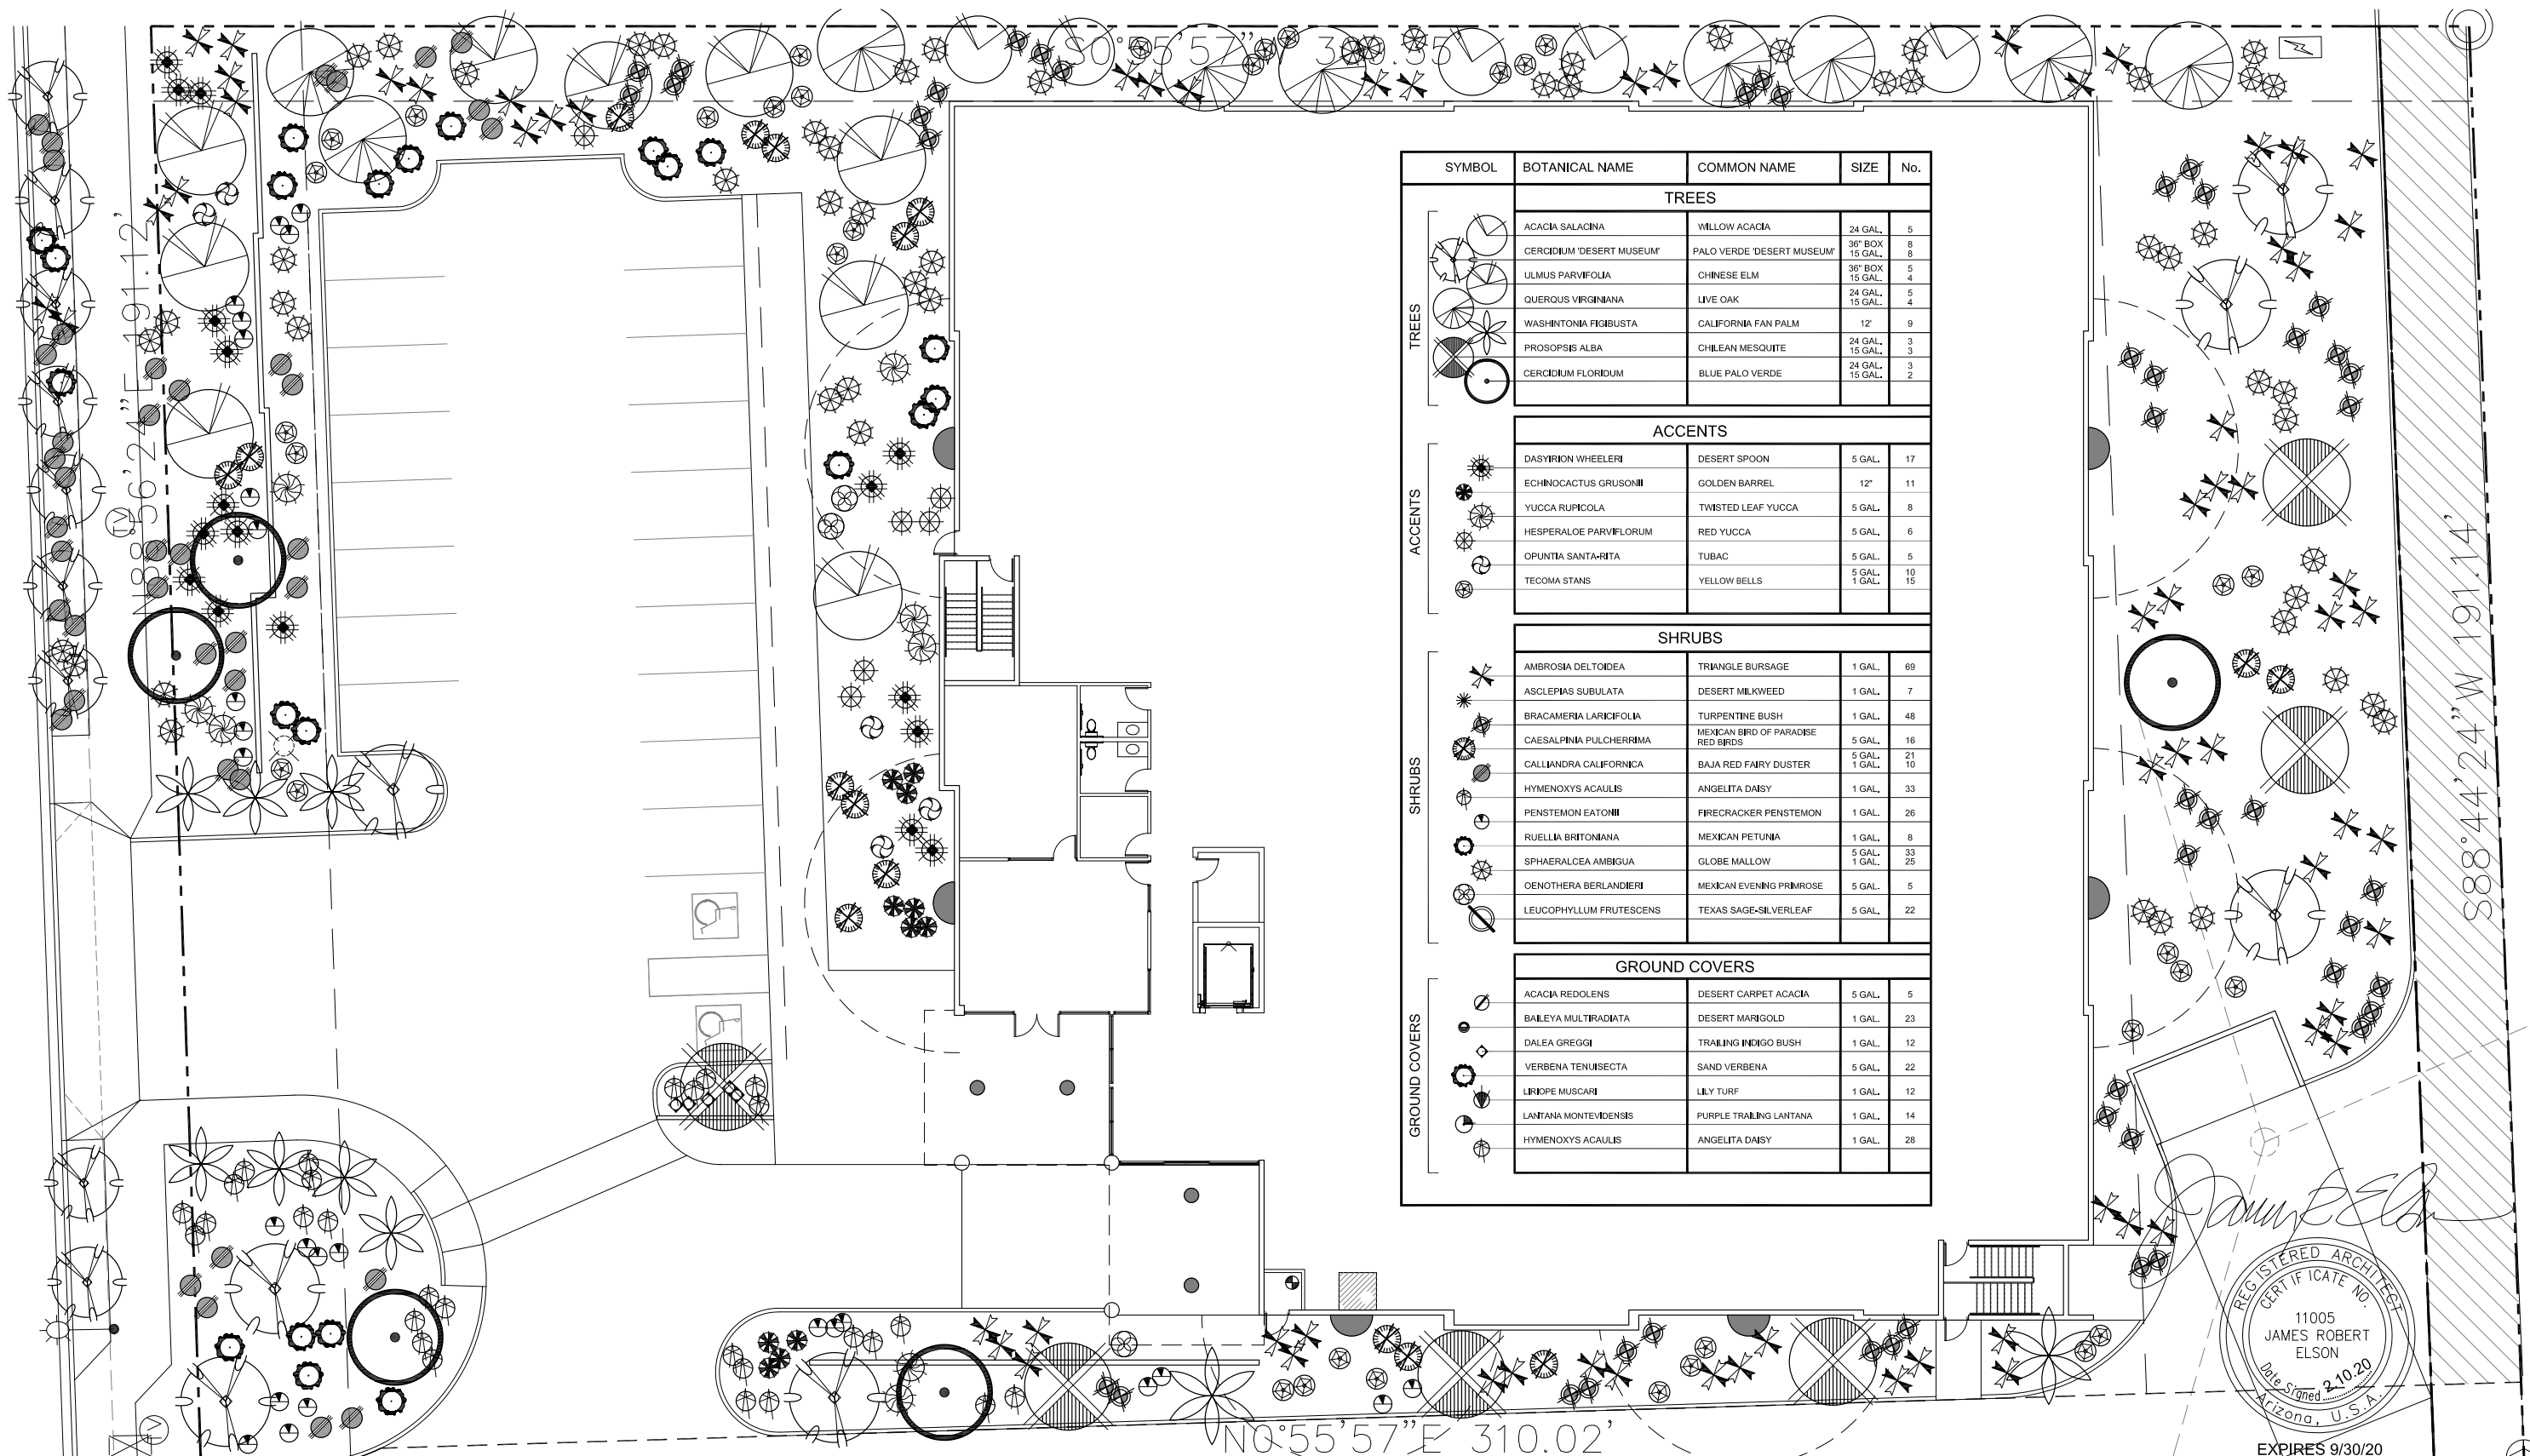 S0°55'57"
SYMBOL BOTANICAL NAME COMMON NAME SIZE No.
TREES
TREES
ACACIA SALACINA WILLOW ACACIA 24 GAL. 5
CERCIDIUM 'DESERT MUSEUM' PALO VERDE 'DESERT MUSEUM' 36" BOX 8
15 GAL. 8
ULMUS PARVIFOLIA CHINESE ELM 36" BOX 5
15 GAL. 4
QUERQUS VIRGINIANA LIVE OAK 24 GAL. 5
15 GAL. 4
WASHINTONIA FIGIBUSTA CALIFORNIA FAN PALM 12' 9
PROSOPSIS ALBA CHILEAN MESQUITE 24 GAL. 3
15 GAL. 3
CERCIDIUM FLORIDUM BLUE PALO VERDE 24 GAL. 3
15 GAL. 2
ACCENTS
ACCENTS
DASYIRION WHEELERI DESERT SPOON 5 GAL. 17
ECHINOCACTUS GRUSONII GOLDEN BARREL 12" 11
YUCCA RUPICOLA TWISTED LEAF YUCCA 5 GAL. 8
HESPERALOE PARVIFLORUM RED YUCCA 5 GAL. 6
OPUNTIA SANTA-RITA TUBAC 5 GAL. 5
TECOMA STANS YELLOW BELLS 5 GAL. 10
1 GAL. 15
SHRUBS
SHRUBS
AMBROSIA DELTOIDEA TRIANGLE BURSAGE 1 GAL. 69
ASCLEPIAS SUBULATA DESERT MILKWEED 1 GAL. 7
BRACAMERIA LARICIFOLIA TURPENTINE BUSH 1 GAL. 48
CAESALPINIA PULCHERRIMA MEXICAN BIRD OF PARADISE
RED BIRDS 5 GAL. 16
CALLIANDRA CALIFORNICA BAJA RED FAIRY DUSTER 5 GAL. 21
1 GAL. 10
HYMENOXYS ACAULIS ANGELITA DAISY 1 GAL. 33
PENSTEMON EATONII FIRECRACKER PENSTEMON 1 GAL. 26
RUELLIA BRITONIANA MEXICAN PETUNIA 1 GAL. 8
SPHAERALCEA AMBIGUA GLOBE MALLOW 5 GAL. 33
1 GAL. 25
OENOTHERA BERLANDIERI MEXICAN EVENING PRIMROSE 5 GAL. 5
LEUCOPHYLLUM FRUTESCENS TEXAS SAGE-SILVERLEAF 5 GAL. 22
GROUND COVERS
GROUND COVERS
ACACIA REDOLENS DESERT CARPET ACACIA 5 GAL. 5
BAILEYA MULTIRADIATA DESERT MARIGOLD 1 GAL. 23
DALEA GREGGI TRAILING INDIGO BUSH 1 GAL. 12
VERBENA TENUISECTA SAND VERBENA 5 GAL. 22
LIRIOPE MUSCARI LILY TURF 1 GAL. 12
LANTANA MONTEVIDENSIS PURPLE TRAILING LANTANA 1 GAL. 14
HYMENOXYS ACAULIS ANGELITA DAISY 1 GAL. 28
191.12'
TV
S88°44'24"W 191.14'
N0°55'57"E 310.02'
REGISTERED ARCHITECT
CERTIFICATE NO.
11005
JAMES ROBERT
ELSON
Date Signed 2.10.20
Arizona, U.S.A.
EXPIRES 9/30/20